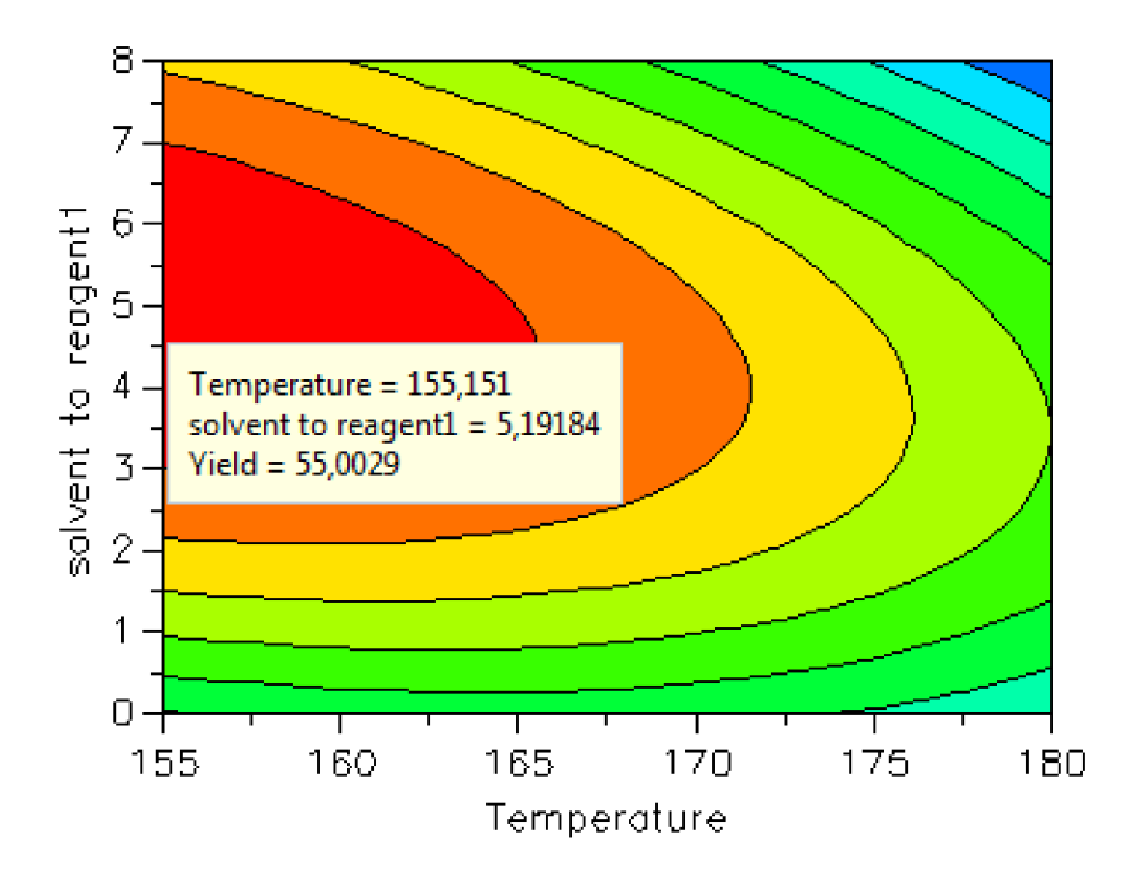 8
7
6
5
4
3
2
1
0
solvent to reagent1
Temperature = 155,151
solvent to reagent1 = 5,19184
Yield = 55,0029
155 160 165 170 175 180
Temperature